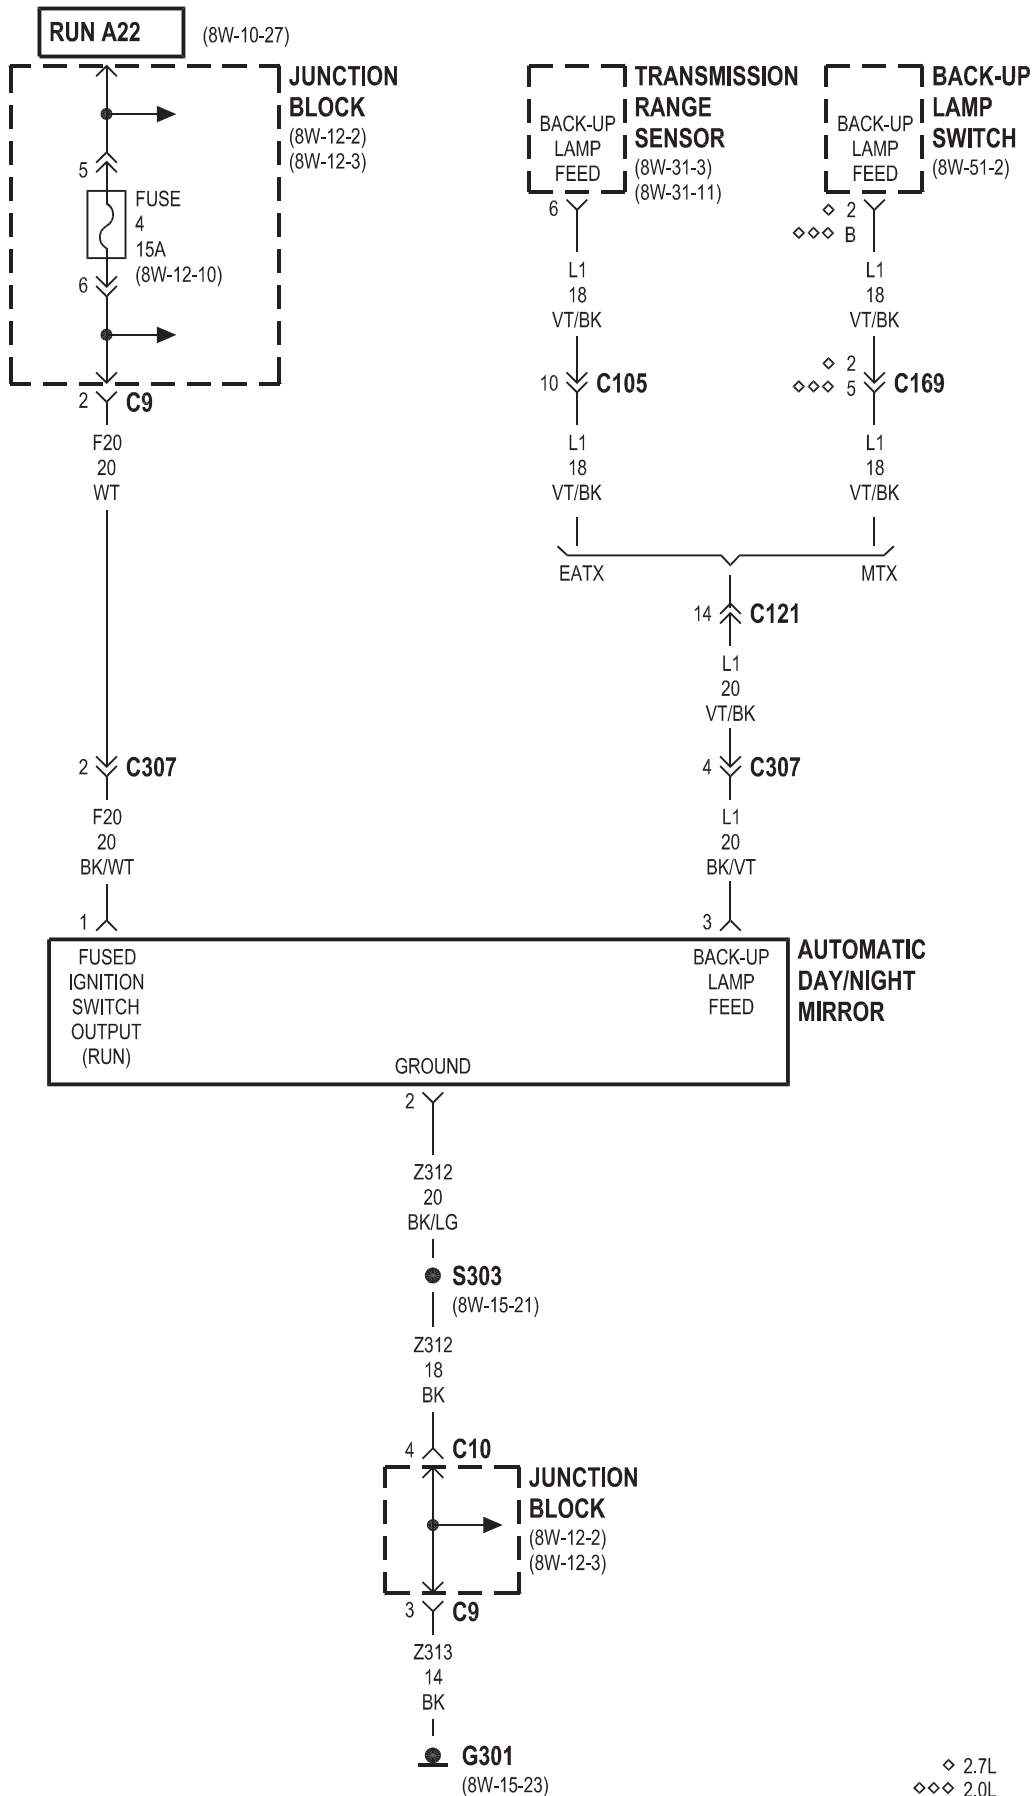 RUN A22
(8W-10-27)
JUNCTION
BLOCK
(8W-12-2)
(8W-12-3)
5
FUSE
4
15A
(8W-12-10)
6
2
C9
F20
20
WT
2
C307
F20
20
BK/WT
1
BACK-UP
LAMP
FEED
TRANSMISSION
RANGE
SENSOR
(8W-31-3)
(8W-31-11)
6
L1
18
VT/BK
10
C105
L1
18
VT/BK
EATX
BACK-UP
LAMP
FEED
BACK-UP
LAMP
SWITCH
(8W-51-2)
◇ 2
◇◇◇ B
L1
18
VT/BK
◇ 2
◇◇◇ 5
C169
L1
18
VT/BK
MTX
14
C121
L1
20
VT/BK
4
C307
L1
20
BK/VT
3
FUSED
IGNITION
SWITCH
OUTPUT
(RUN)
BACK-UP
LAMP
FEED
AUTOMATIC
DAY/NIGHT
MIRROR
GROUND
2
Z312
20
BK/LG
S303
(8W-15-21)
Z312
18
BK
4
C10
JUNCTION
BLOCK
(8W-12-2)
(8W-12-3)
3
C9
Z313
14
BK
G301
(8W-15-23)
◇ 2.7L
◇◇◇ 2.0L